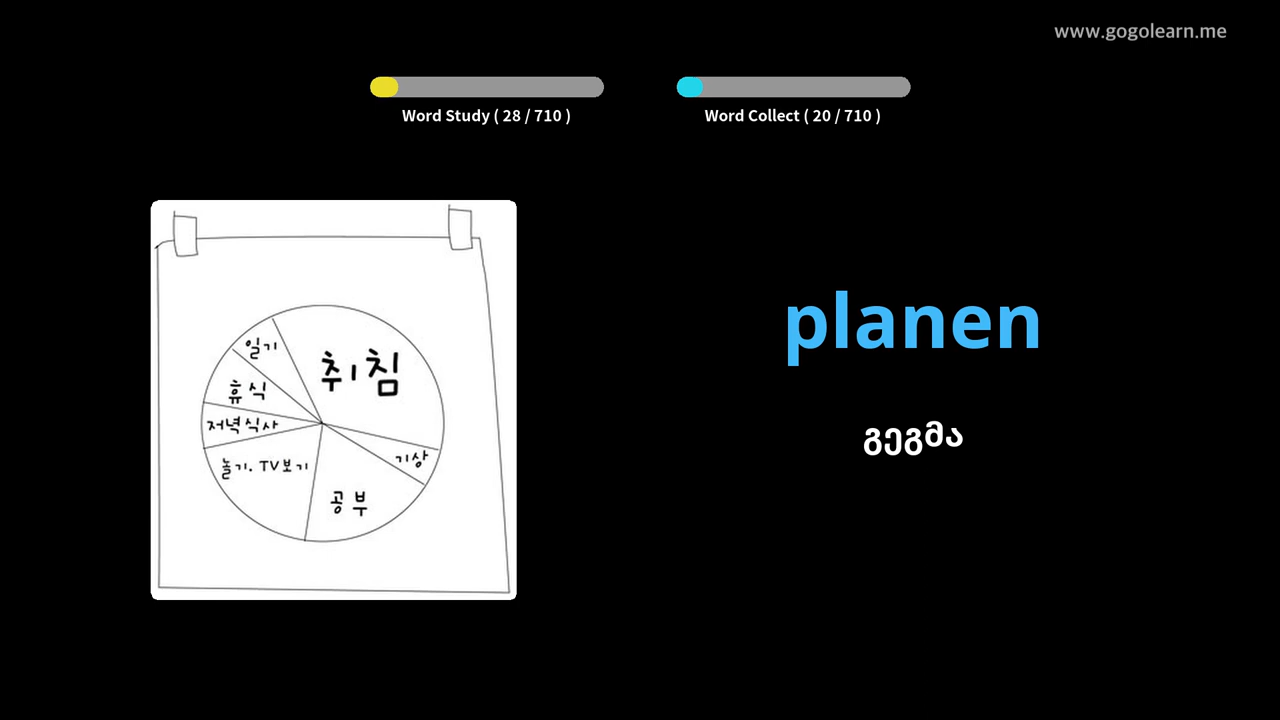 www.gogolearn.me
Word Study ( 28 / 710 )
Word Collect ( 20 / 710 )
일기
취침
휴식
저녁식사
기상
놀기. TV보기
공부
planen
გეგმა